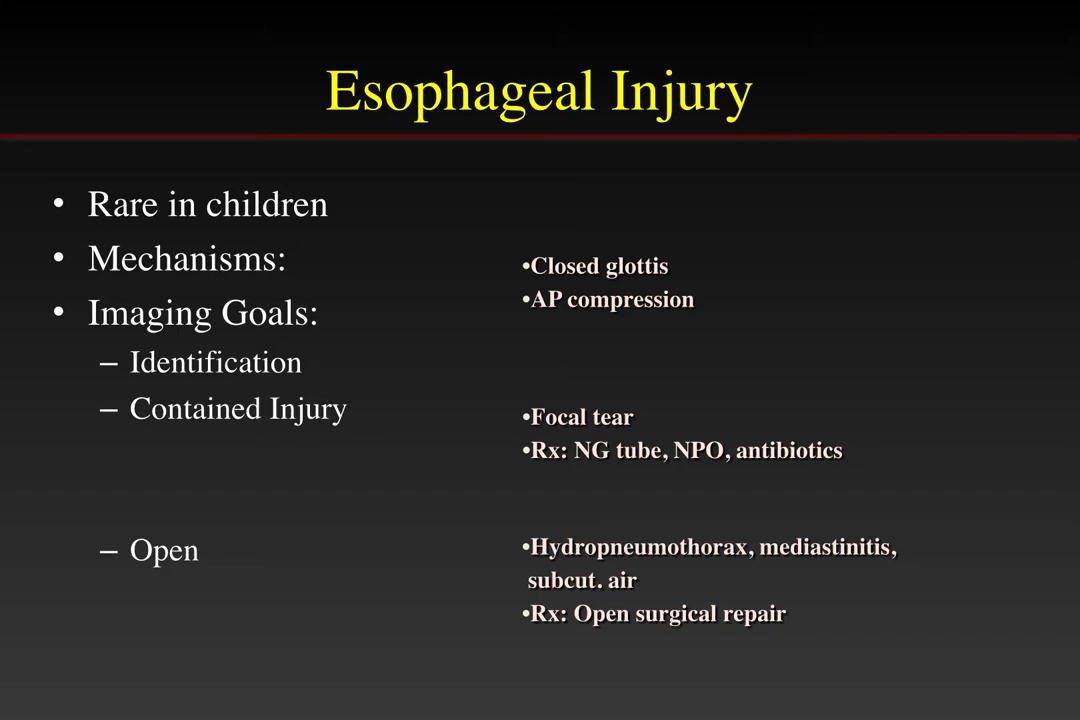 Esophageal Injury
• Rare in children
• Mechanisms:
•Closed glottis
•AP compression
• Imaging Goals:
– Identification
– Contained Injury
•Focal tear
•Rx: NG tube, NPO, antibiotics
– Open
•Hydropneumothorax, mediastinitis,
subcut. air
•Rx: Open surgical repair